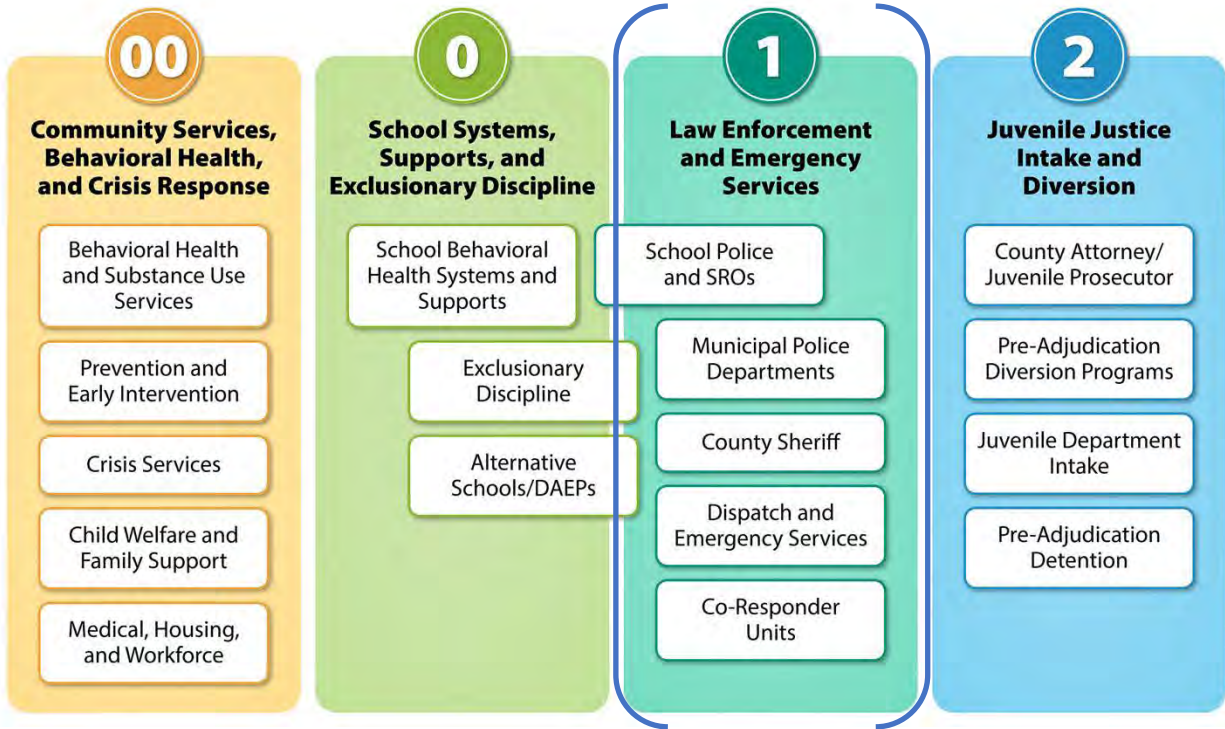 00
Community Services,
Behavioral Health,
and Crisis Response
Behavioral Health
and Substance Use
Services
Prevention and
Early Intervention
Crisis Services
Child Welfare and
Family Support
Medical, Housing,
and Workforce
0
School Systems,
Supports, and
Exclusionary Discipline
School Behavioral
Health Systems and
Supports
Exclusionary
Discipline
Alternative
Schools/DAEPs
1
Law Enforcement
and Emergency
Services
School Police
and SROs
Municipal Police
Departments
County Sheriff
Dispatch and
Emergency Services
Co-Responder
Units
2
Juvenile Justice
Intake and
Diversion
County Attorney/
Juvenile Prosecutor
Pre-Adjudication
Diversion Programs
Juvenile Department
Intake
Pre-Adjudication
Detention